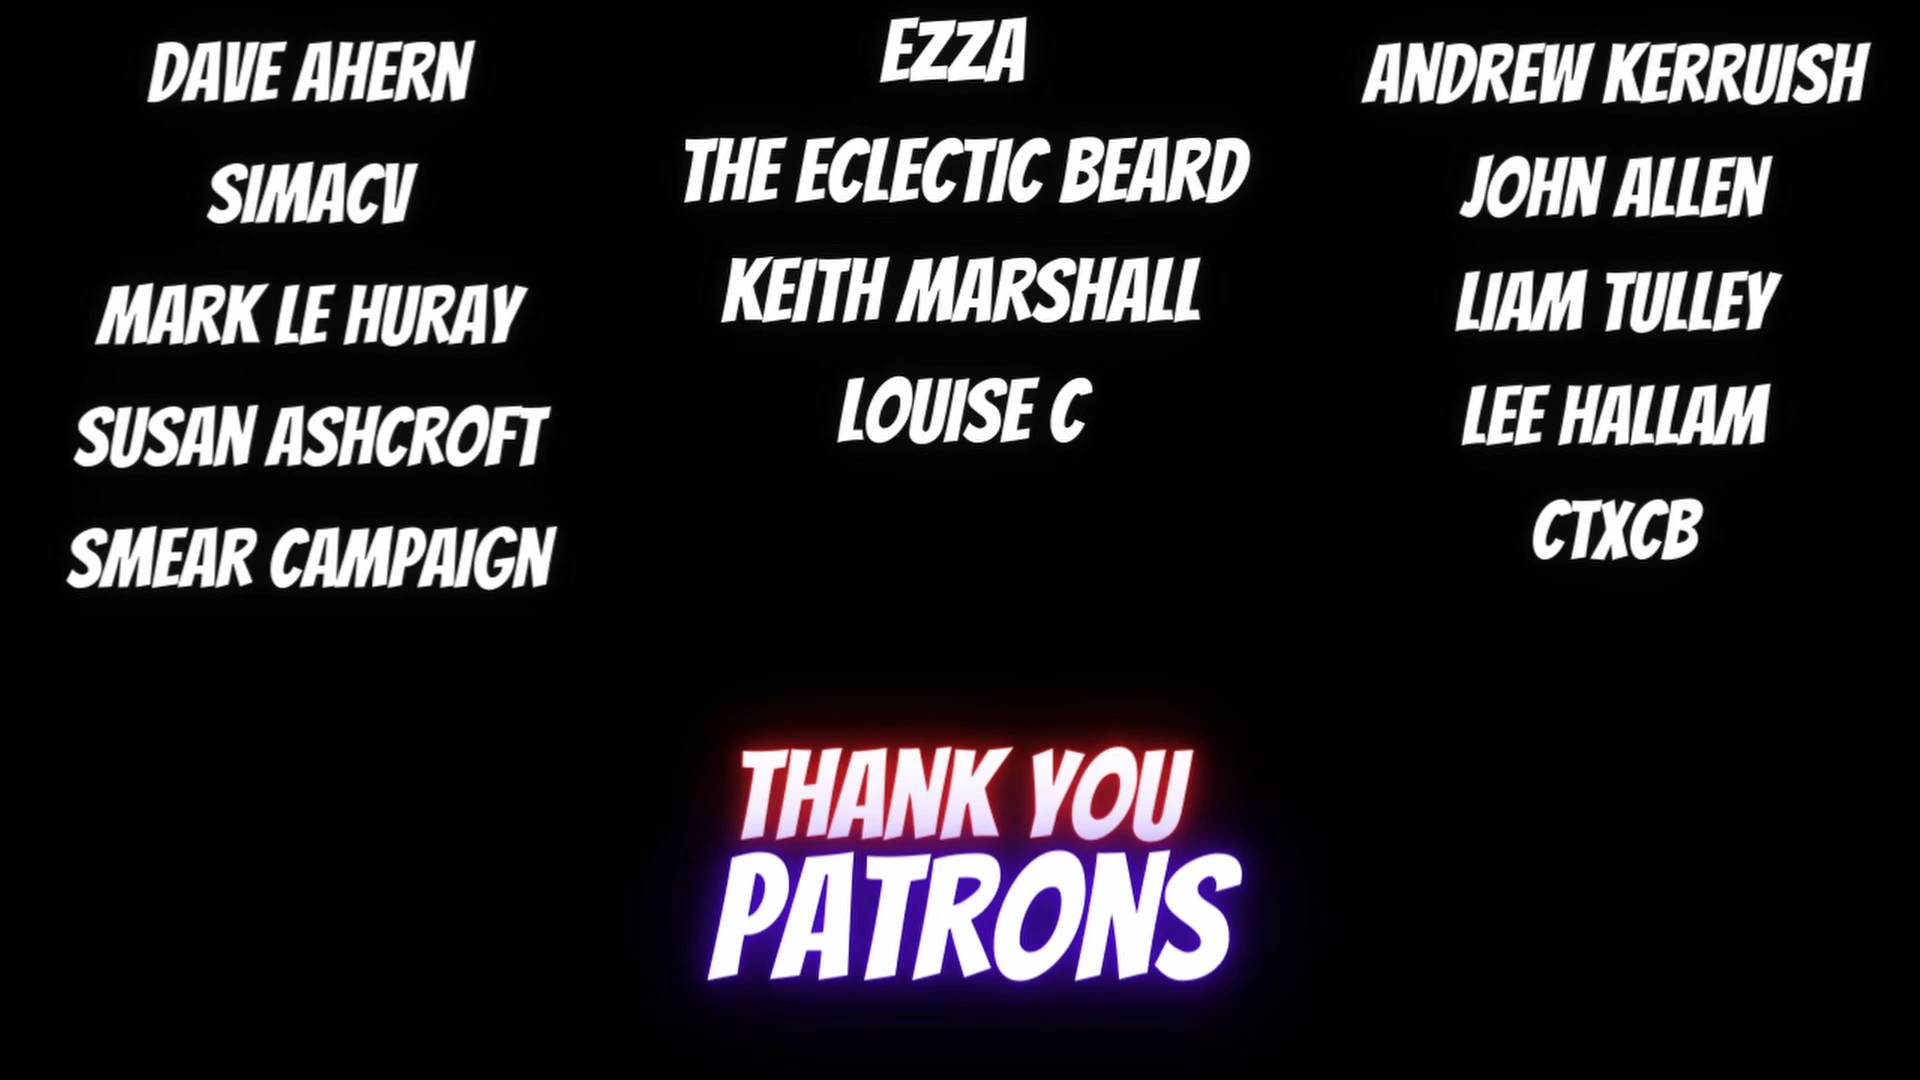 DAVE AHERN
SIMACV
MARK LE HURAY
SUSAN ASHCROFT
SMEAR CAMPAIGN
EZZA
THE ECLECTIC BEARD
KEITH MARSHALL
LOUISE C
ANDREW KERRUISH
JOHN ALLEN
LIAM TULLEY
LEE HALLAM
CTXCB
THANK YOU
PATRONS